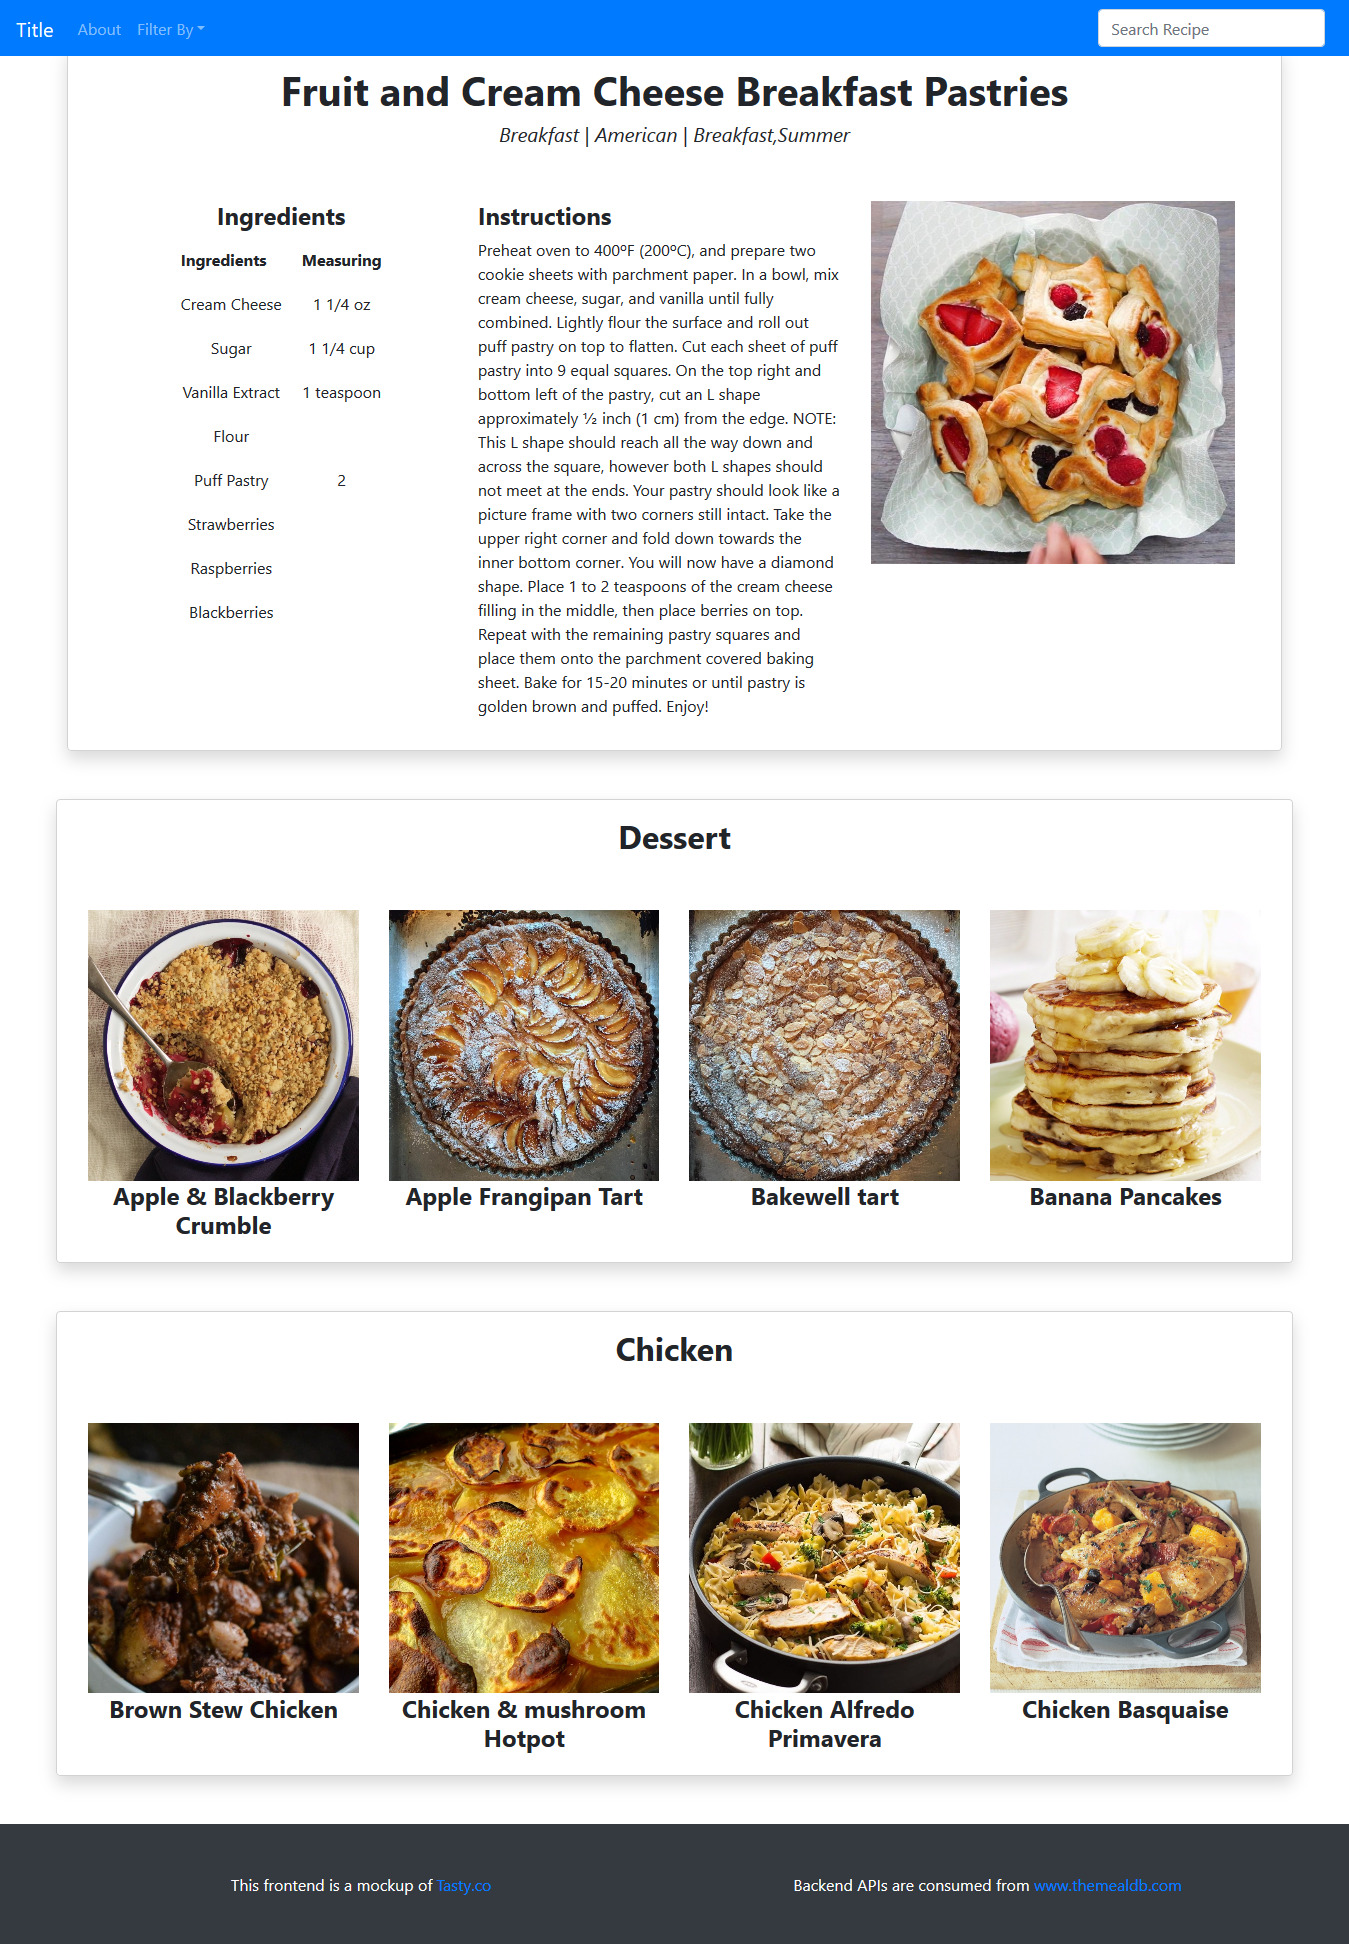 Title About Filter By Search Recipe
Fruit and Cream Cheese Breakfast Pastries
Breakfast | American | Breakfast,Summer
Ingredients
Ingredients Measuring
Cream Cheese 1 1/4 oz
Sugar 1 1/4 cup
Vanilla Extract 1 teaspoon
Flour
Puff Pastry 2
Strawberries
Raspberries
Blackberries
Instructions
Preheat oven to 400ºF (200ºC), and prepare two
cookie sheets with parchment paper. In a bowl, mix
cream cheese, sugar, and vanilla until fully
combined. Lightly flour the surface and roll out
puff pastry on top to flatten. Cut each sheet of puff
pastry into 9 equal squares. On the top right and
bottom left of the pastry, cut an L shape
approximately ½ inch (1 cm) from the edge. NOTE:
This L shape should reach all the way down and
across the square, however both L shapes should
not meet at the ends. Your pastry should look like a
picture frame with two corners still intact. Take the
upper right corner and fold down towards the
inner bottom corner. You will now have a diamond
shape. Place 1 to 2 teaspoons of the cream cheese
filling in the middle, then place berries on top.
Repeat with the remaining pastry squares and
place them onto the parchment covered baking
sheet. Bake for 15-20 minutes or until pastry is
golden brown and puffed. Enjoy!
Dessert
Apple & Blackberry
Crumble
Apple Frangipan Tart
Bakewell tart
Banana Pancakes
Chicken
Brown Stew Chicken
Chicken & mushroom
Hotpot
Chicken Alfredo
Primavera
Chicken Basquaise
This frontend is a mockup of Tasty.co
Backend APIs are consumed from www.themealdb.com